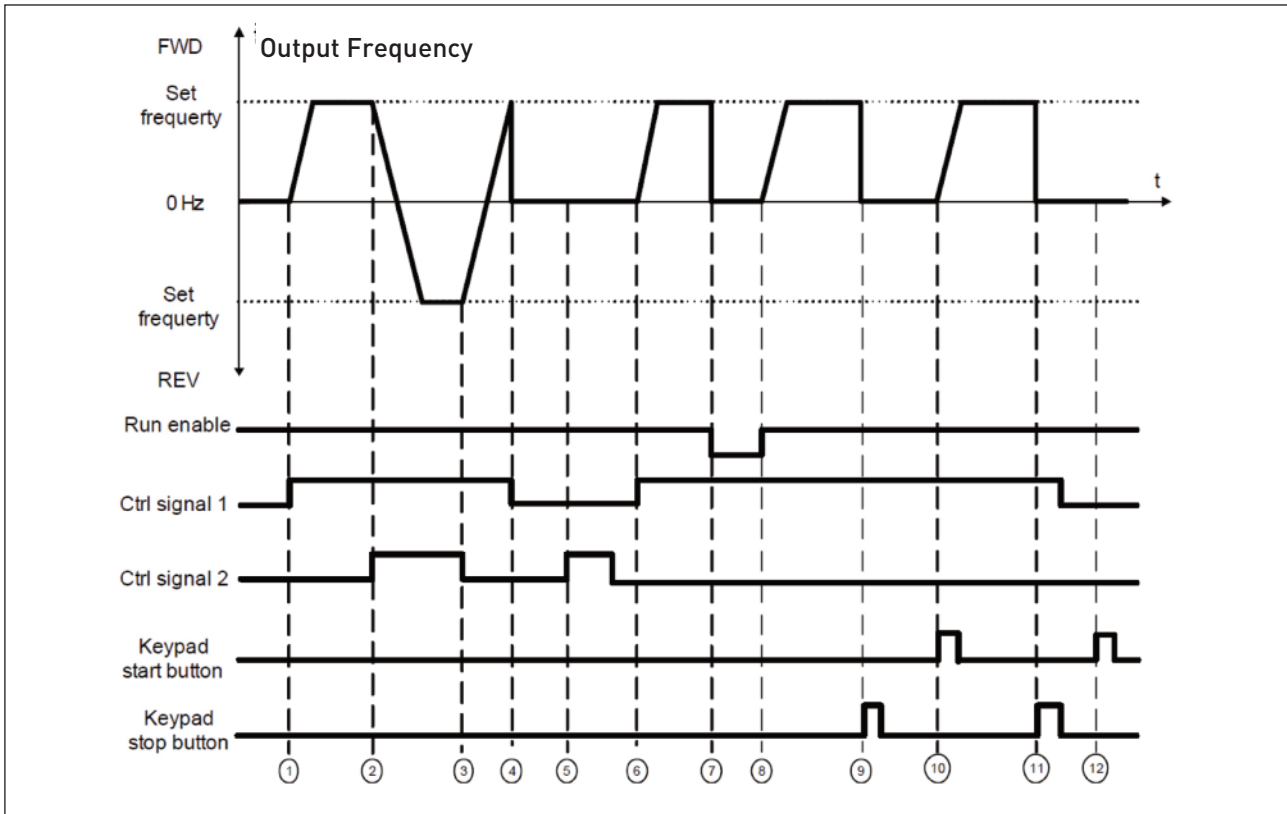 FWD
Output Frequency
Set
frequerty
0 Hz
t
Set
frequerty
REV
Run enable
Ctrl signal 1
Ctrl signal 2
Keypad
start button
Keypad
stop button
1 2 3 4 5 6 7 8 9 10 11 12